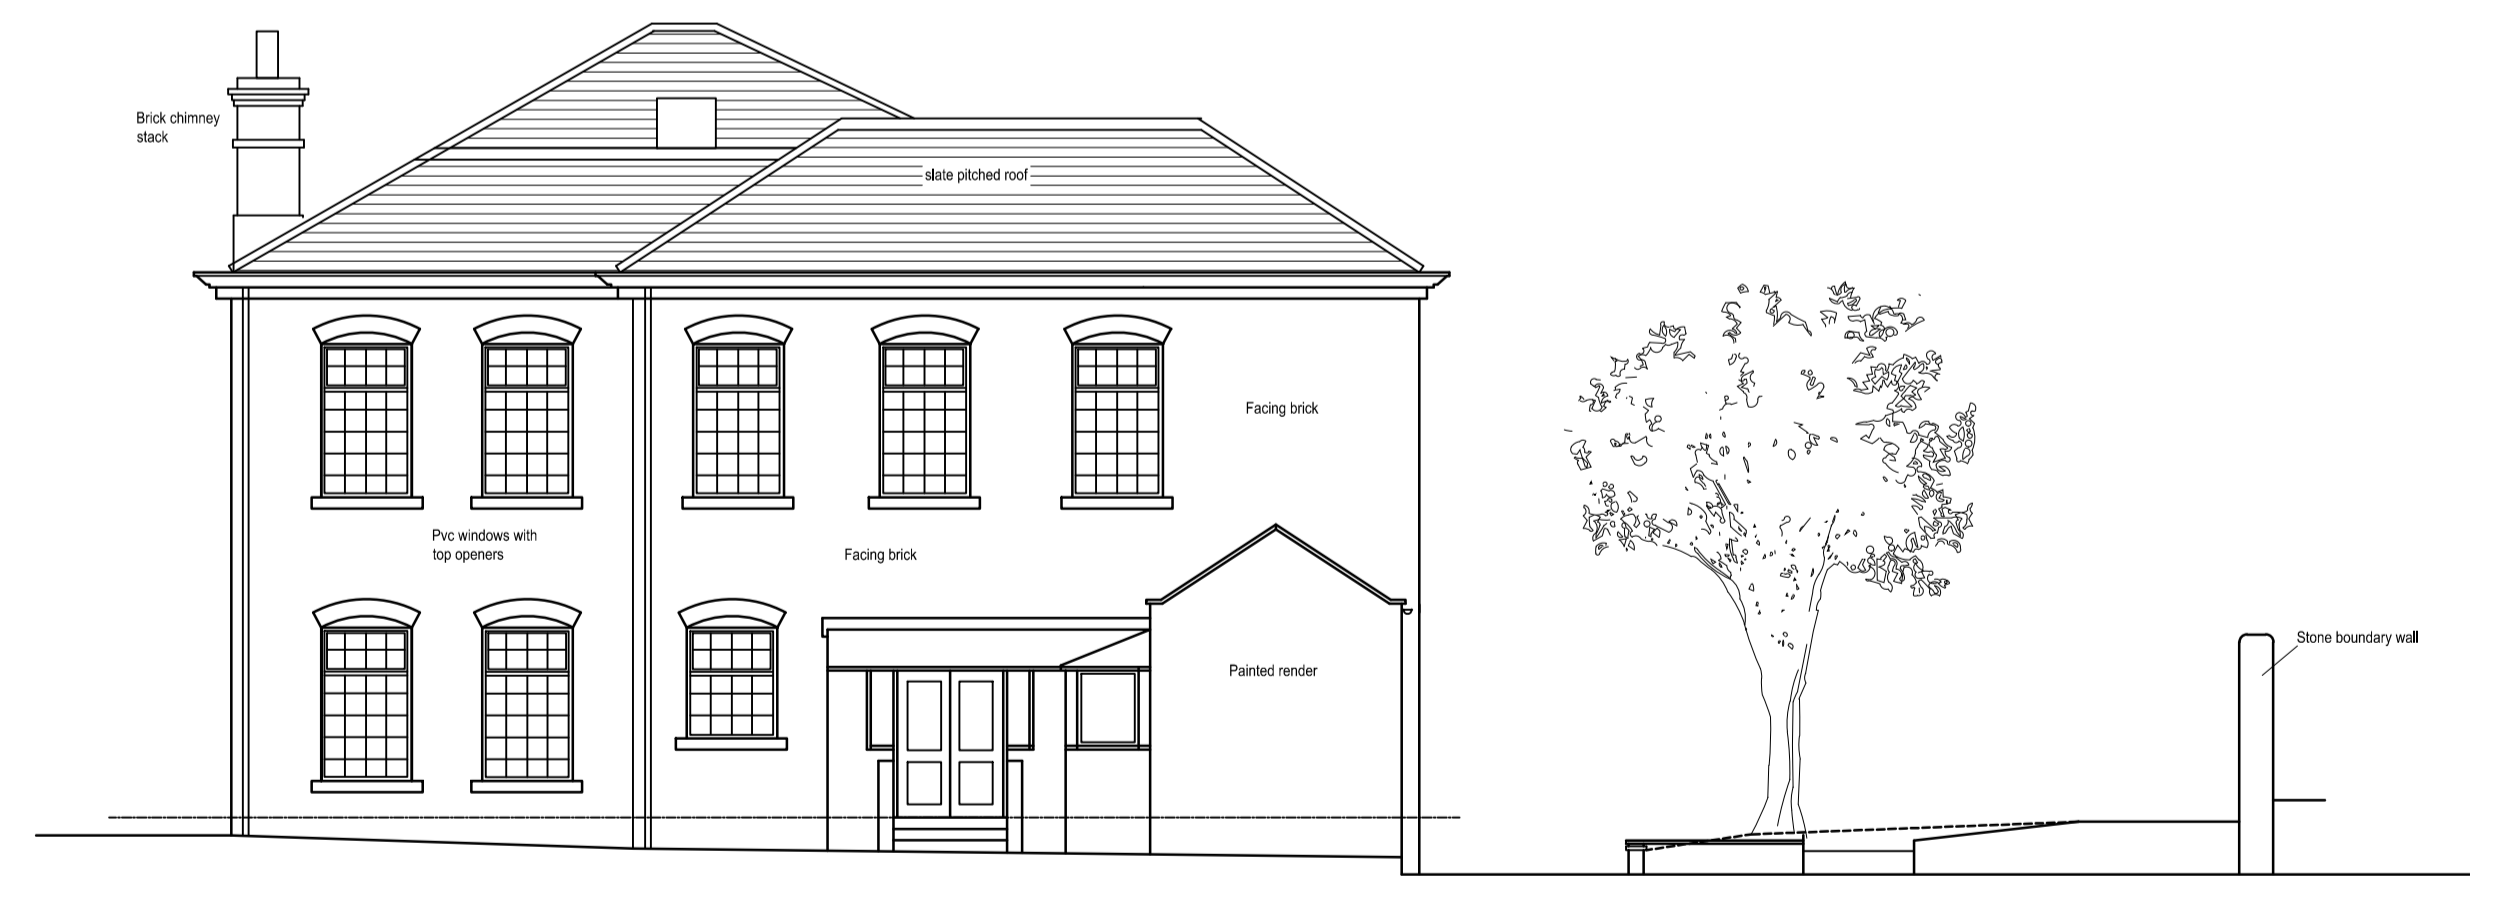 Brick chimney
stack
slate pitched roof
Facing brick
Pvc windows with
top openers
Facing brick
Stone boundary wall
Painted render